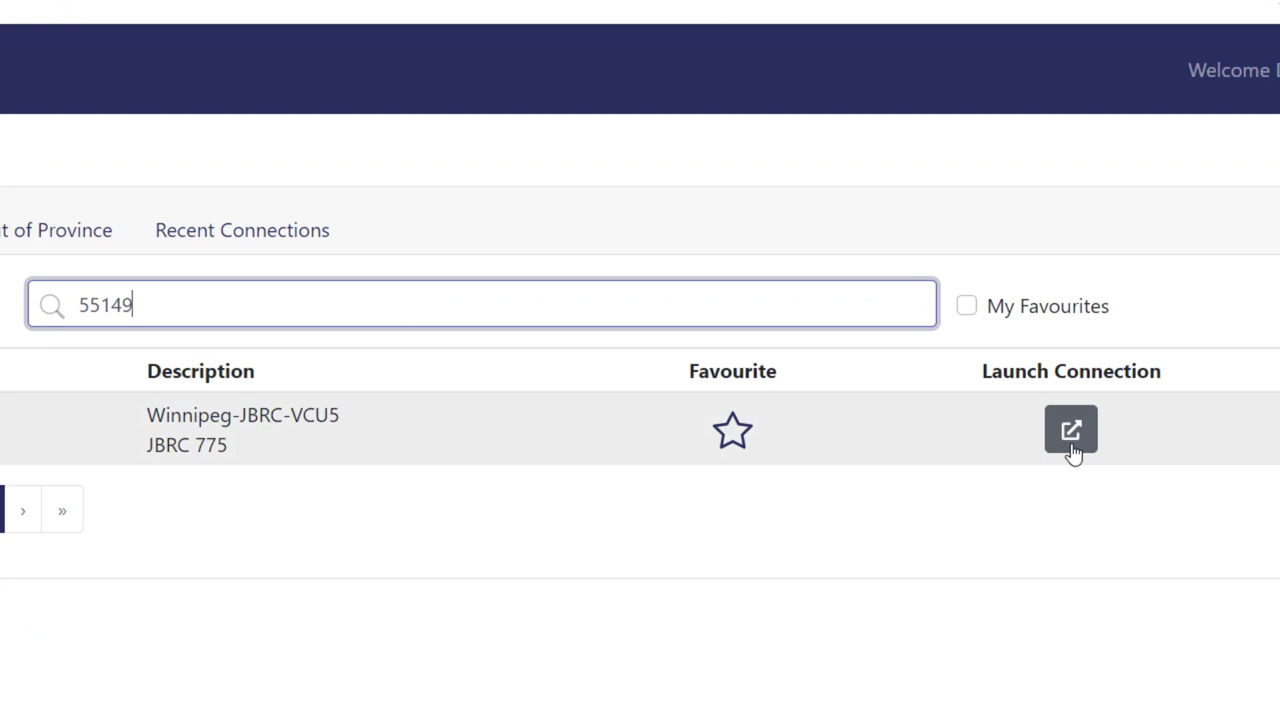 Welcome
of Province
Recent Connections
55149
My Favourites
Description
Favourite
Launch Connection
Winnipeg-JBRC-VCU5
JBRC 775
›
»